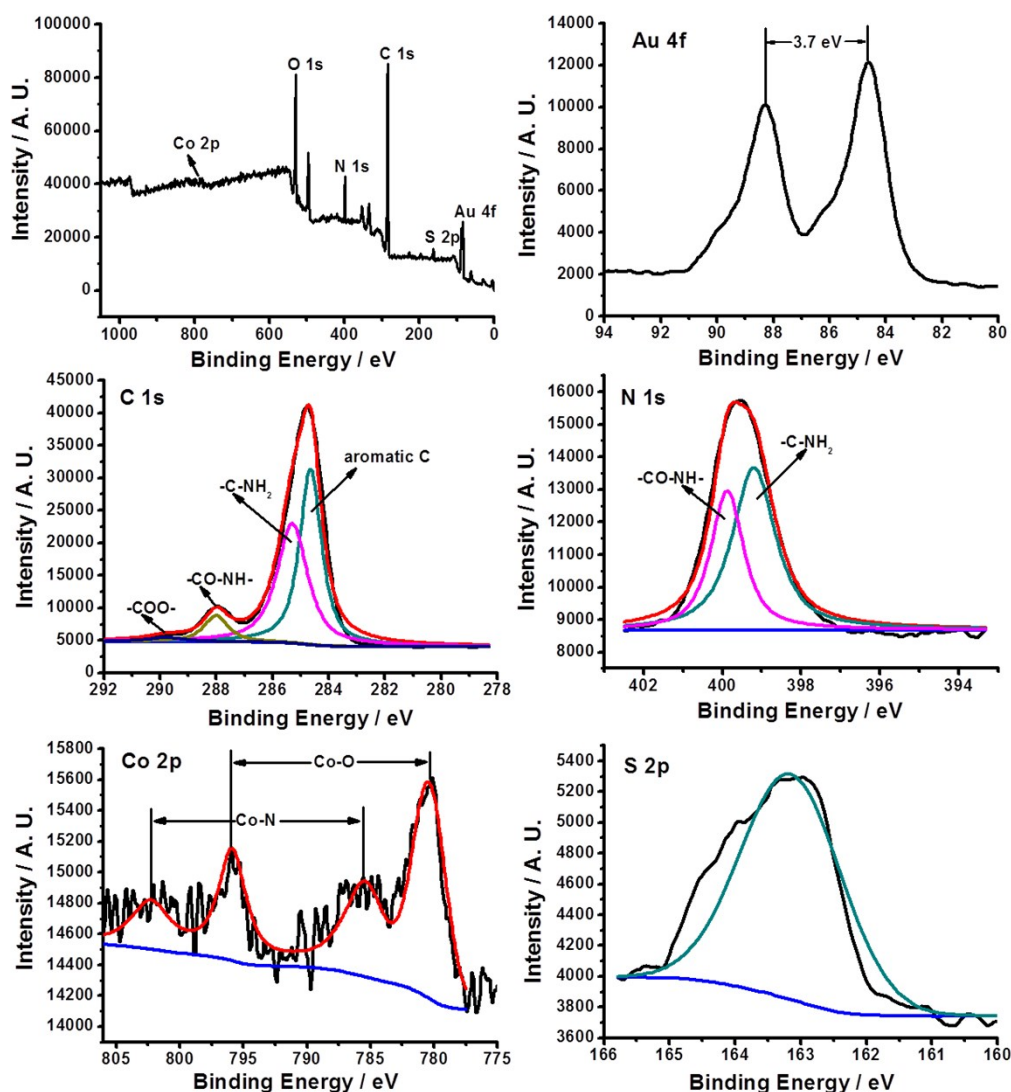 100000
80000
60000
40000
20000
0
Intensity / A. U.
O 1s
C 1s
Co 2p
N 1s
Au 4f
S 2p
1000 800 600 400 200 0
Binding Energy / eV
14000
12000
10000
8000
6000
4000
2000
0
Intensity / A. U.
Au 4f
3.7 eV
94 92 90 88 86 84 82 80
Binding Energy / eV
45000
40000
35000
30000
25000
20000
15000
10000
5000
0
Intensity / A. U.
C 1s
aromatic C
-C-NH₂
-CO-NH-
-COO-
292 290 288 286 284 282 280 278
Binding Energy / eV
16000
15000
14000
13000
12000
11000
10000
9000
8000
Intensity / A. U.
N 1s
-C-NH₂
-CO-NH-
402 400 398 396 394
Binding Energy / eV
15800
15600
15400
15200
15000
14800
14600
14400
14200
14000
Intensity / A. U.
Co 2p
Co-O
Co-N
805 800 795 790 785 780 775
Binding Energy / eV
5400
5200
5000
4800
4600
4400
4200
4000
3800
3600
Intensity / A. U.
S 2p
166 165 164 163 162 161 160
Binding Energy / eV